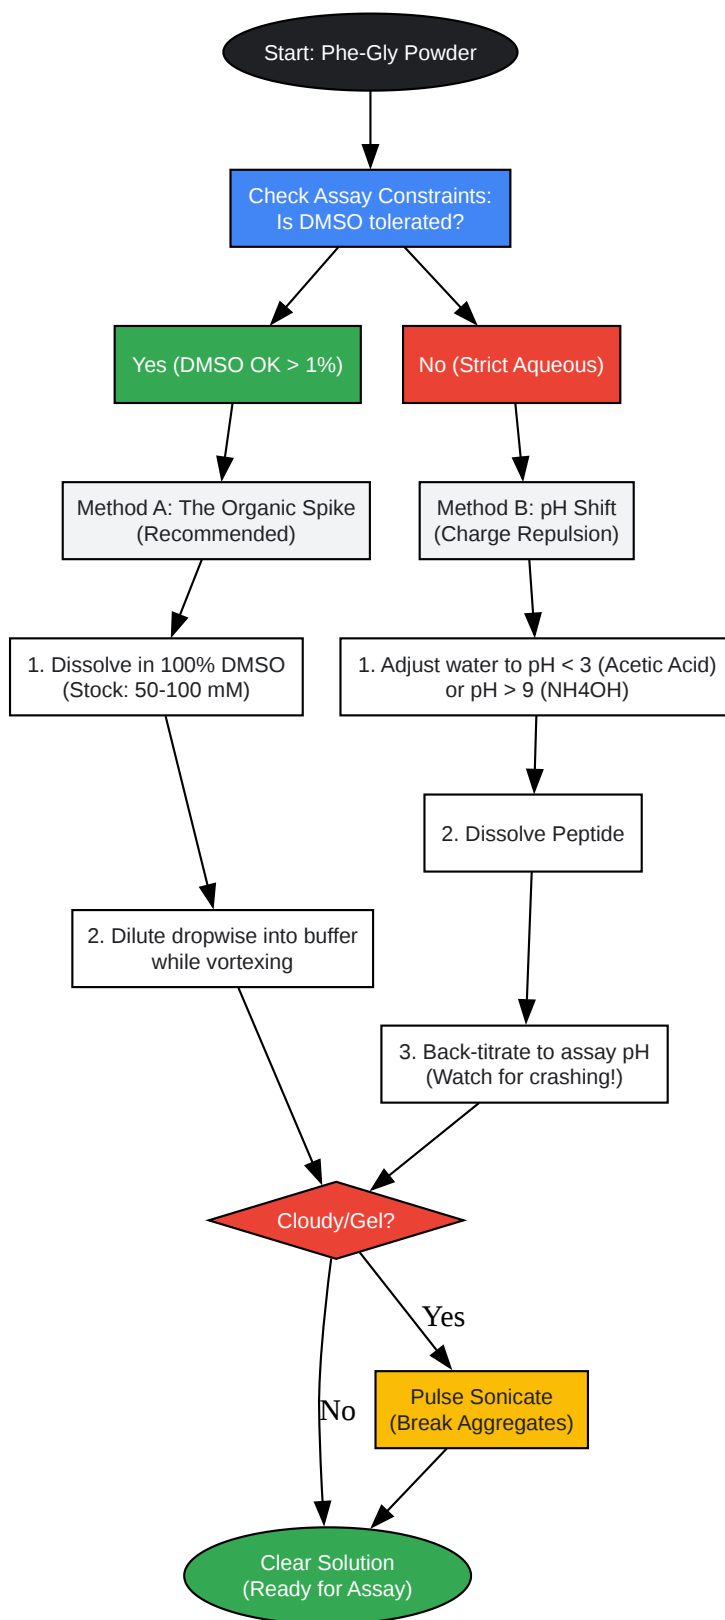 Start: Phe-Gly Powder
Check Assay Constraints:
Is DMSO tolerated?
Yes (DMSO OK > 1%)
No (Strict Aqueous)
Method A: The Organic Spike
(Recommended)
Method B: pH Shift
(Charge Repulsion)
1. Dissolve in 100% DMSO
(Stock: 50-100 mM)
1. Adjust water to pH < 3 (Acetic Acid)
or pH > 9 (NH4OH)
2. Dissolve Peptide
2. Dilute dropwise into buffer
while vortexing
3. Back-titrate to assay pH
(Watch for crashing!)
Cloudy/Gel?
Yes
No
Pulse Sonicate
(Break Aggregates)
Clear Solution
(Ready for Assay)